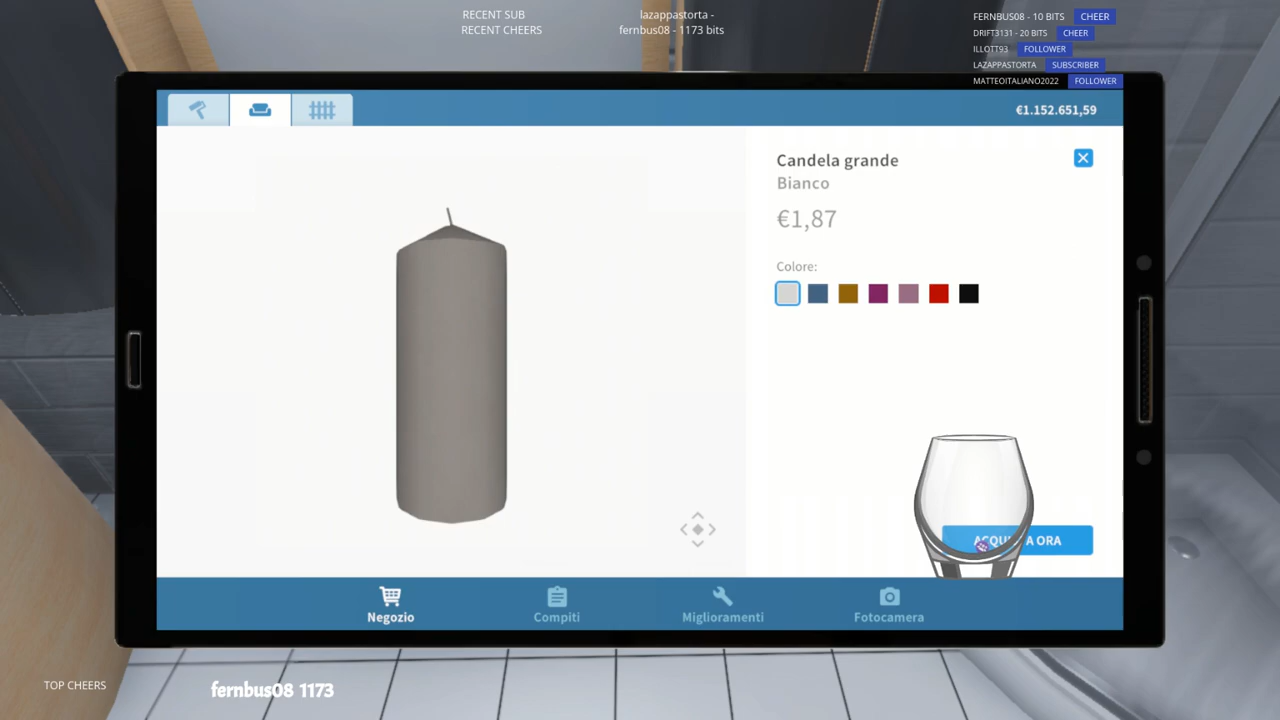 RECENT SUB
lazappastorta -
RECENT CHEERS
fernbus08 - 1173 bits
FERNBUS08 - 10 BITS CHEER
DRIFT3131 - 20 BITS CHEER
ILLOTT93 FOLLOWER
LAZAPPASTORTA SUBSCRIBER
MATTEOITALIANO2022 FOLLOWER
€1.152.651,59
Candela grande
Bianco
€1,87
Colore:
A ORA
Negozio
Compiti
Miglioramenti
Fotocamera
TOP CHEERS
fernbus08 1173